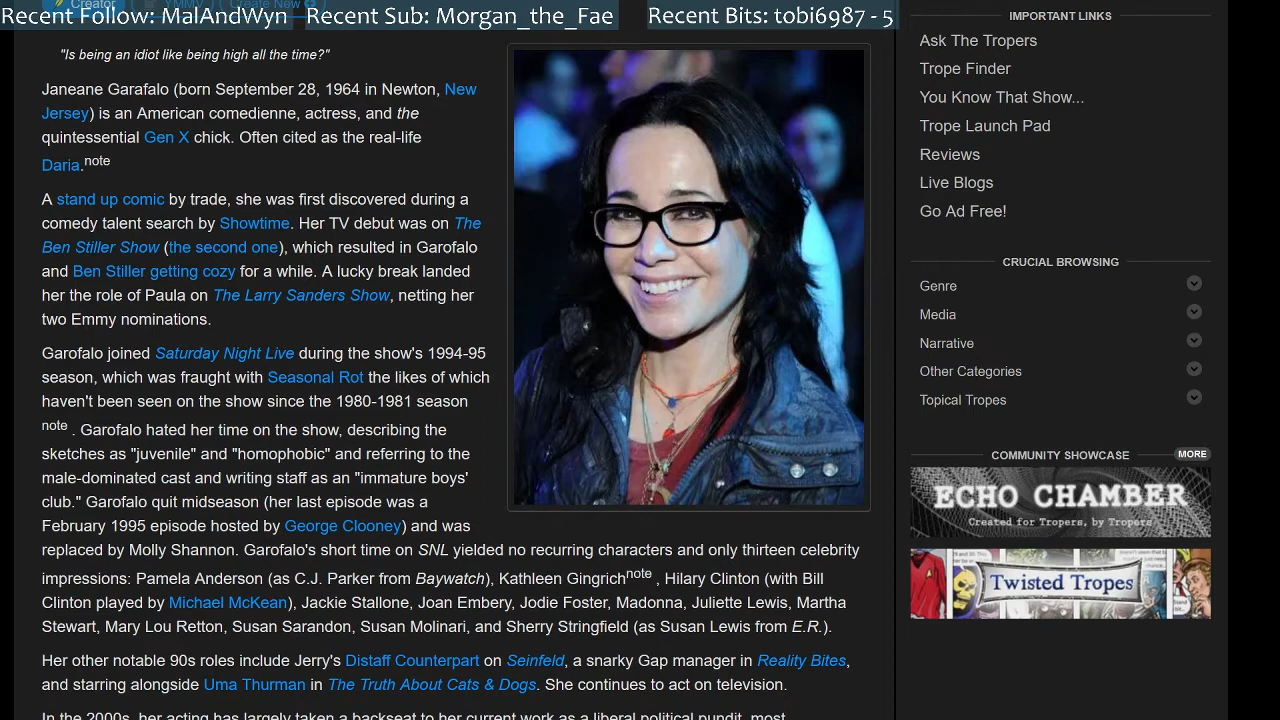 Creator YMMV Create New
Recent Follow: MalAndWyn Recent Sub: Morgan_the_Fae Recent Bits: tobi6987 - 5
"Is being an idiot like being high all the time?"
Janeane Garafalo (born September 28, 1964 in Newton, New
Jersey) is an American comedienne, actress, and the
quintessential Gen X chick. Often cited as the real-life
Daria.note
A stand up comic by trade, she was first discovered during a
comedy talent search by Showtime. Her TV debut was on The
Ben Stiller Show (the second one), which resulted in Garofalo
and Ben Stiller getting cozy for a while. A lucky break landed
her the role of Paula on The Larry Sanders Show, netting her
two Emmy nominations.
Garofalo joined Saturday Night Live during the show's 1994-95
season, which was fraught with Seasonal Rot the likes of which
haven't been seen on the show since the 1980-1981 season
note . Garofalo hated her time on the show, describing the
sketches as "juvenile" and "homophobic" and referring to the
male-dominated cast and writing staff as an "immature boys'
club." Garofalo quit midseason (her last episode was a
February 1995 episode hosted by George Clooney) and was
replaced by Molly Shannon. Garofalo's short time on SNL yielded no recurring characters and only thirteen celebrity
impressions: Pamela Anderson (as C.J. Parker from Baywatch), Kathleen Gingrichnote , Hilary Clinton (with Bill
Clinton played by Michael McKean), Jackie Stallone, Joan Embery, Jodie Foster, Madonna, Juliette Lewis, Martha
Stewart, Mary Lou Retton, Susan Sarandon, Susan Molinari, and Sherry Stringfield (as Susan Lewis from E.R.).
Her other notable 90s roles include Jerry's Distaff Counterpart on Seinfeld, a snarky Gap manager in Reality Bites,
and starring alongside Uma Thurman in The Truth About Cats & Dogs. She continues to act on television.
In the 2000s, her acting has largely taken a backseat to her current work as a liberal political pundit, most
IMPORTANT LINKS
Ask The Tropers
Trope Finder
You Know That Show...
Trope Launch Pad
Reviews
Live Blogs
Go Ad Free!
CRUCIAL BROWSING
Genre
Media
Narrative
Other Categories
Topical Tropes
COMMUNITY SHOWCASE MORE
ECHO CHAMBER
Created for Tropers, by Tropers
Twisted Tropes